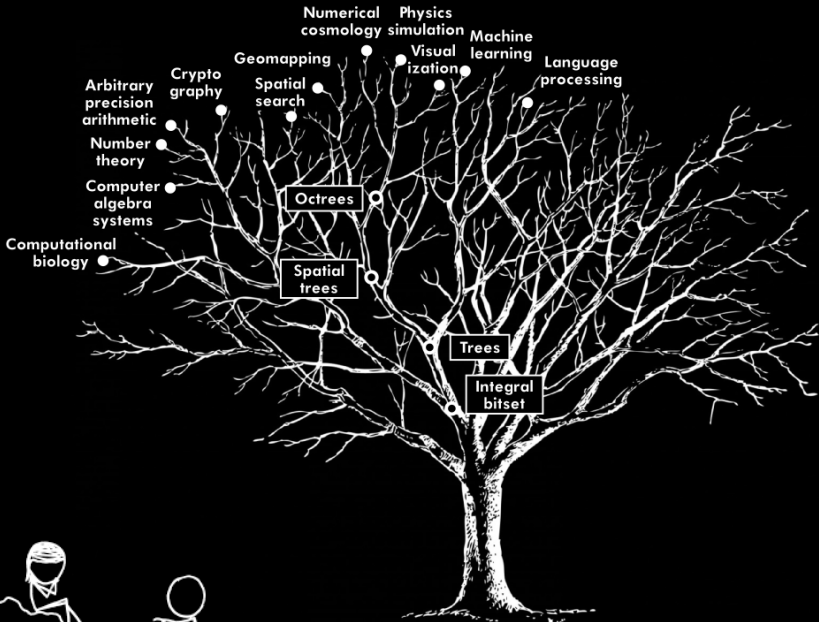 Numerical
cosmology
Physics
simulation
Machine
learning
Geomapping
Visual
ization
Language
processing
Crypto
graphy
Spatial
search
Arbitrary
precision
arithmetic
Number
theory
Computer
algebra
systems
Octrees
Computational
biology
Spatial
trees
Trees
Integral
bitset